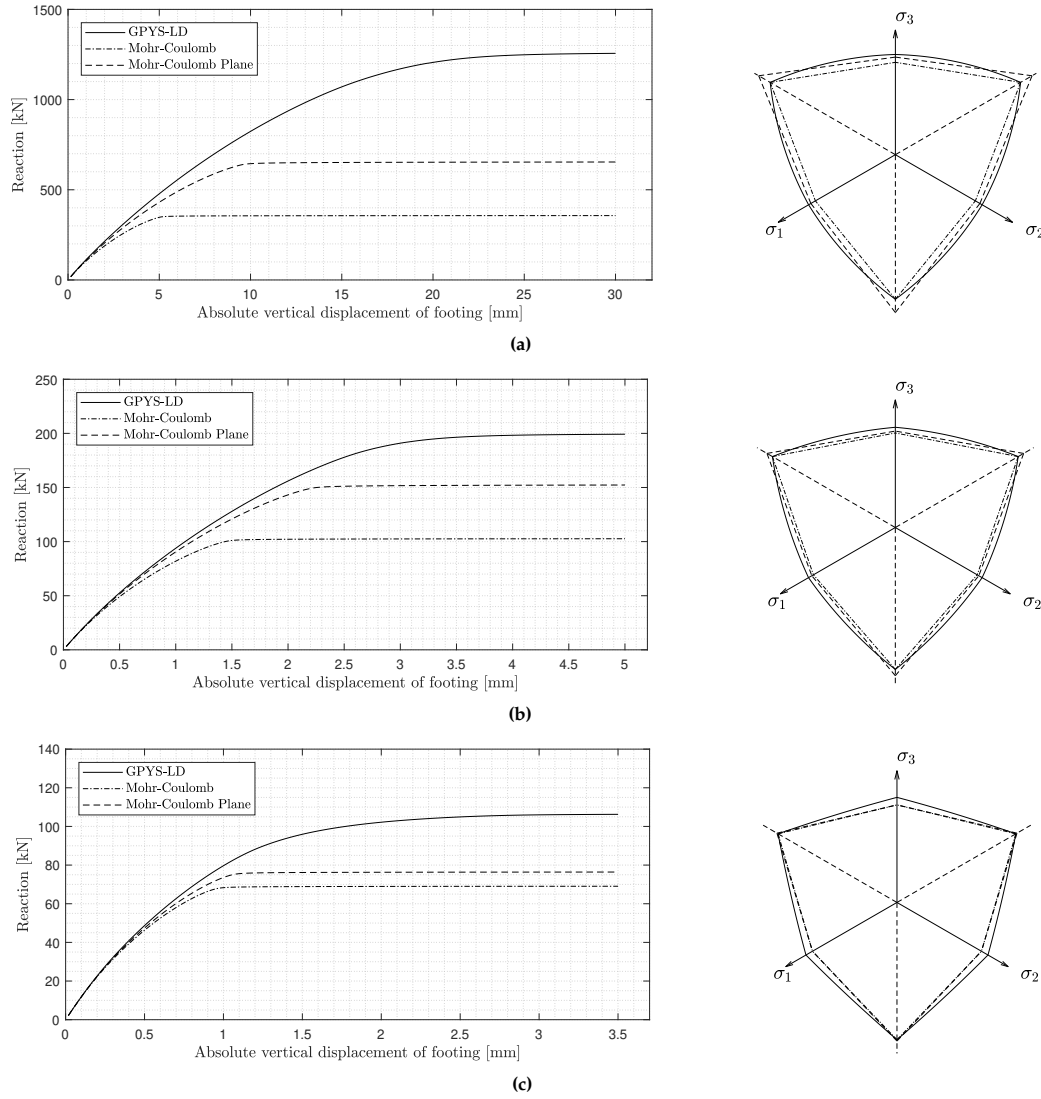 GPYS-LD
Mohr-Coulomb
Mohr-Coulomb Plane
1500
1000
500
0
Reaction [kN]
0 5 10 15 20 25 30
Absolute vertical displacement of footing [mm]
σ3
σ1
σ2
(a)
GPYS-LD
Mohr-Coulomb
Mohr-Coulomb Plane
250
200
150
100
50
0
Reaction [kN]
0 0.5 1 1.5 2 2.5 3 3.5 4 4.5 5
Absolute vertical displacement of footing [mm]
σ3
σ1
σ2
(b)
GPYS-LD
Mohr-Coulomb
Mohr-Coulomb Plane
140
120
100
80
60
40
20
0
Reaction [kN]
0 0.5 1 1.5 2 2.5 3 3.5
Absolute vertical displacement of footing [mm]
σ3
σ1
σ2
(c)